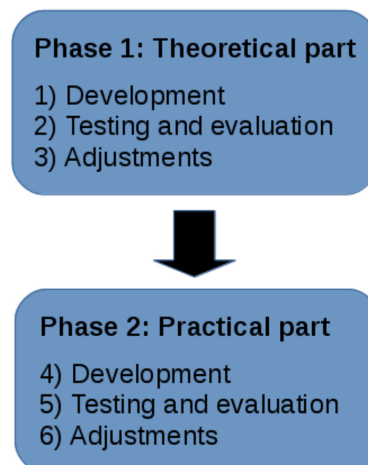 Phase 1: Theoretical part
1) Development
2) Testing and evaluation
3) Adjustments
Phase 2: Practical part
4) Development
5) Testing and evaluation
6) Adjustments